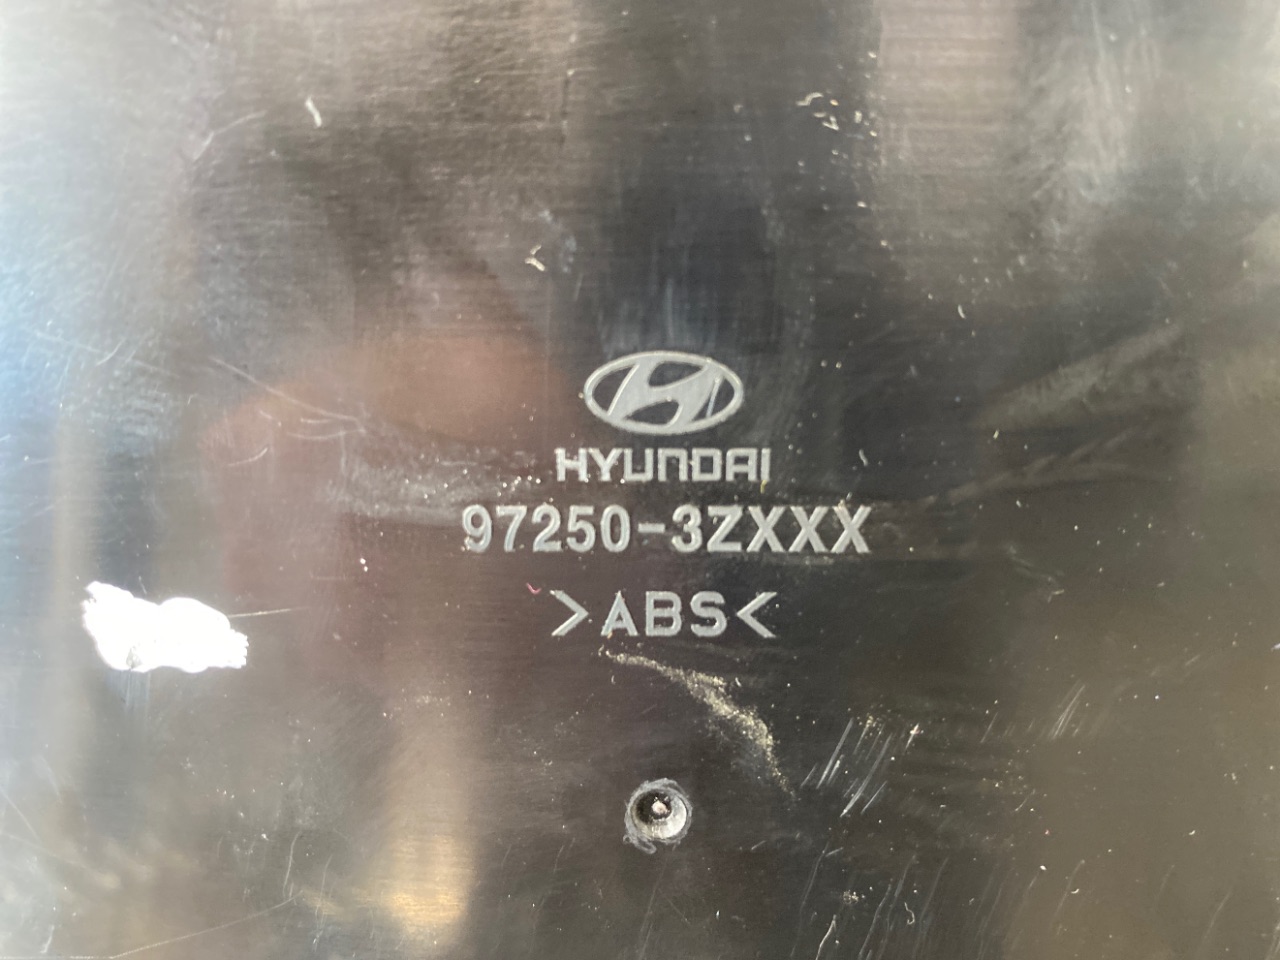 HYUNDAI
97250-3ZXXX
>ABS<